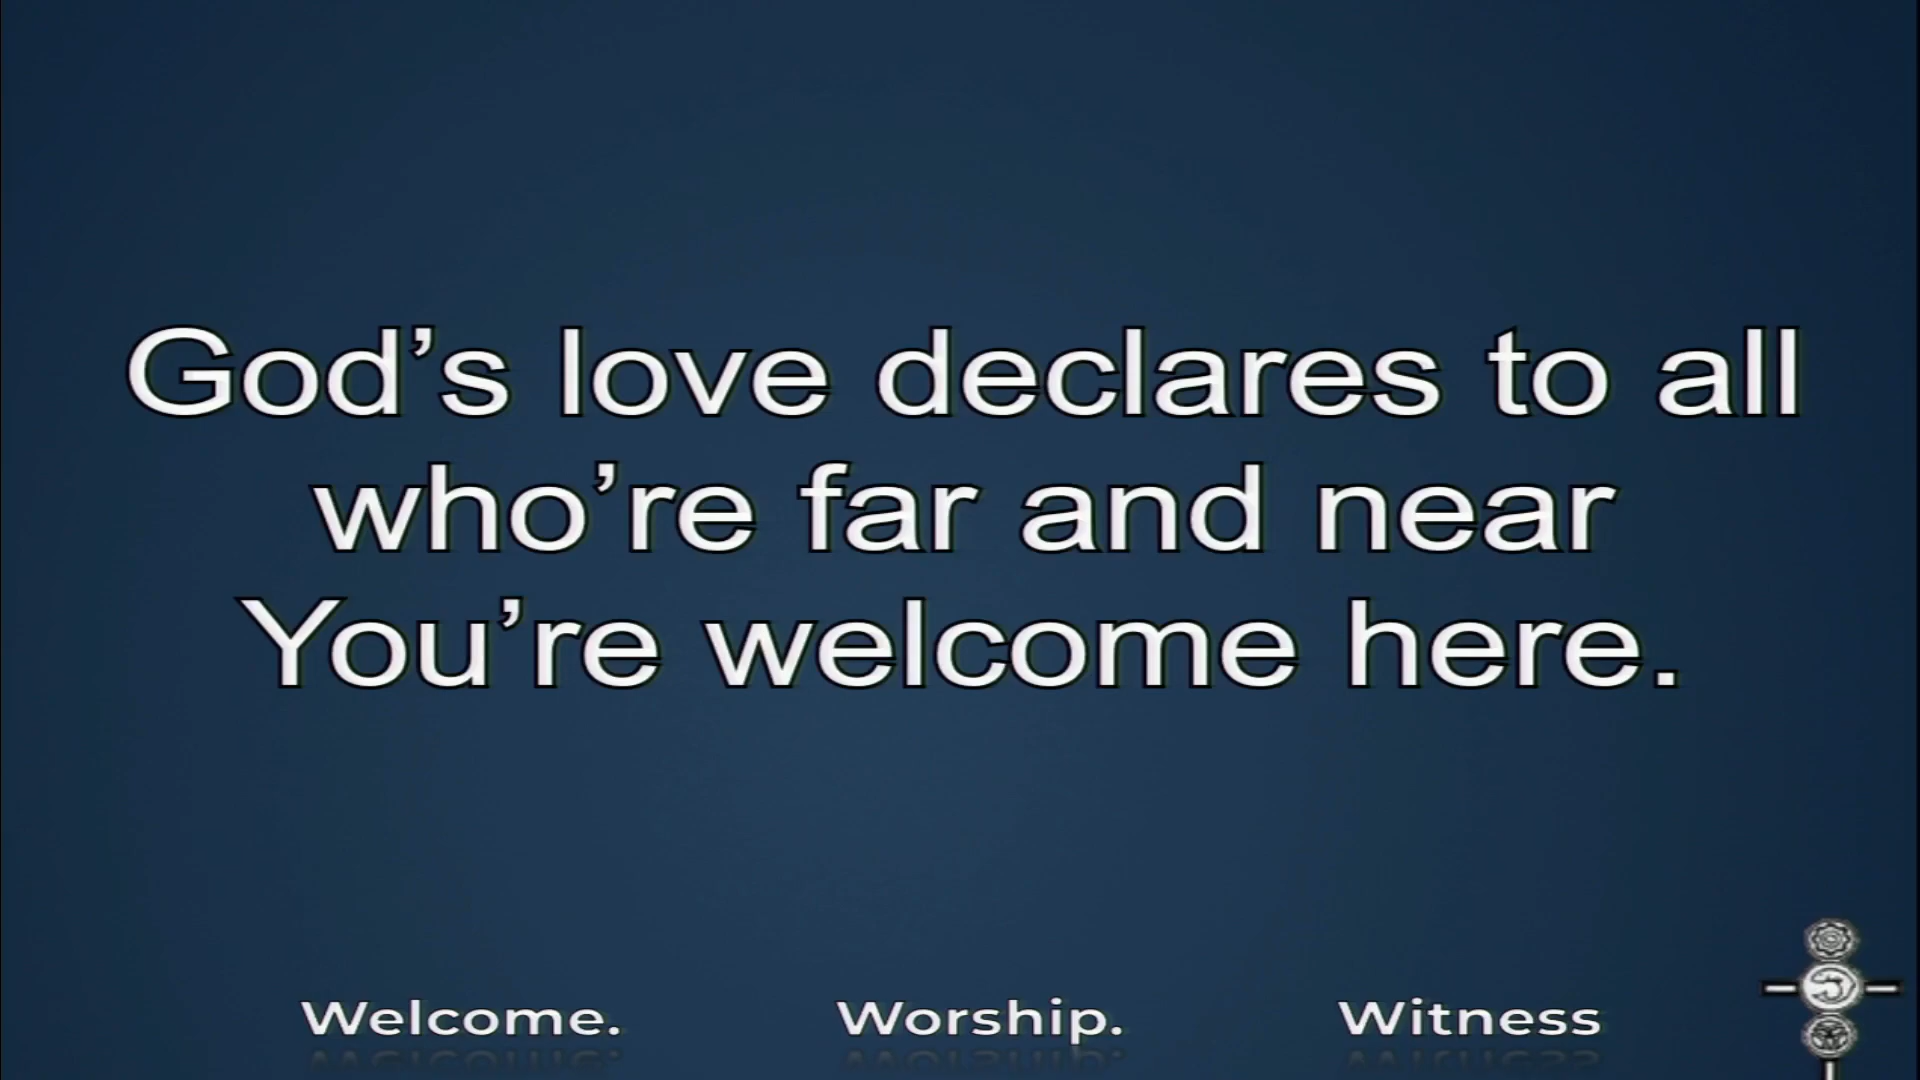 God’s love declares to all
who’re far and near
You’re welcome here.
Welcome. Worship. Witness